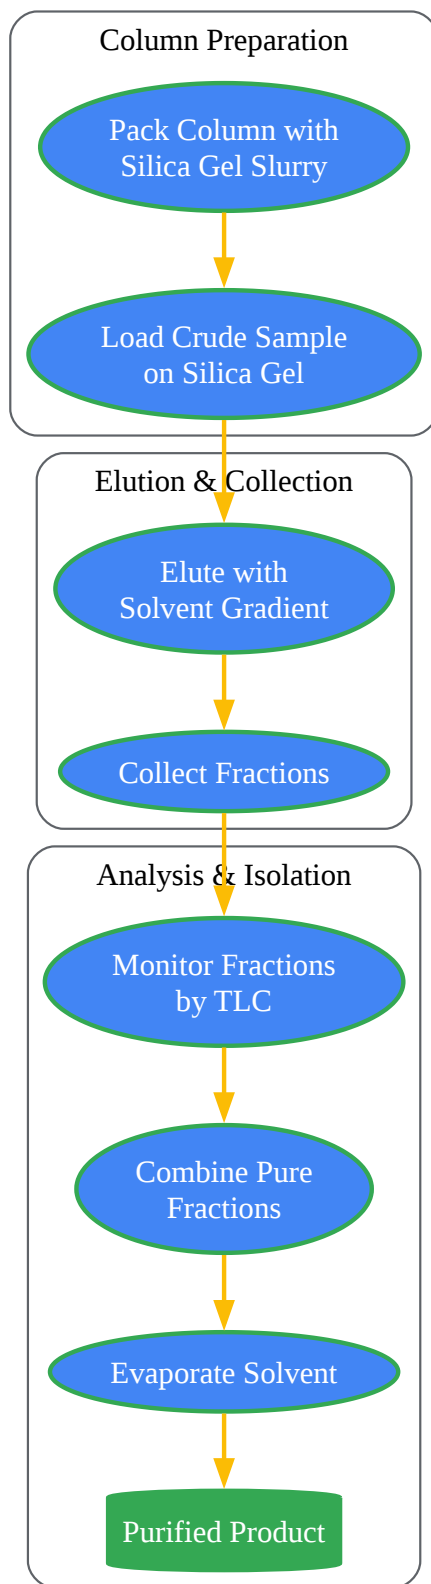 Column Preparation
Pack Column with
Silica Gel Slurry
Load Crude Sample
on Silica Gel
Elution & Collection
Elute with
Solvent Gradient
Collect Fractions
Analysis & Isolation
Monitor Fractions
by TLC
Combine Pure
Fractions
Evaporate Solvent
Purified Product